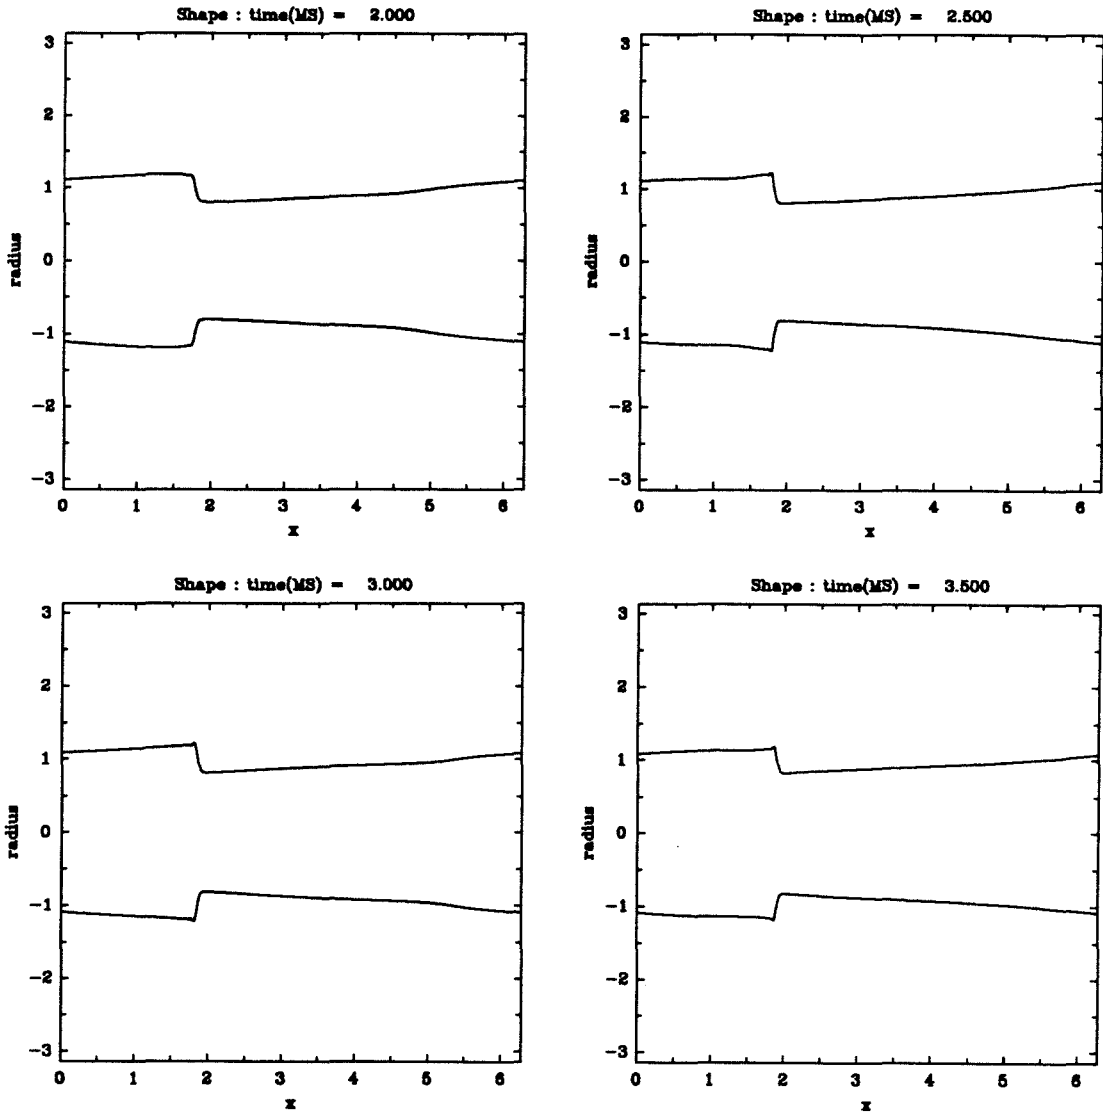 Shape : time(MS) = 2.000
3
2
1
0
−1
−2
−3
radius
0 1 2 3 4 5 6
x
Shape : time(MS) = 2.500
3
2
1
0
−1
−2
−3
radius
0 1 2 3 4 5 6
x
Shape : time(MS) = 3.000
3
2
1
0
−1
−2
−3
radius
0 1 2 3 4 5 6
x
Shape : time(MS) = 3.500
3
2
1
0
−1
−2
−3
radius
0 1 2 3 4 5 6
x